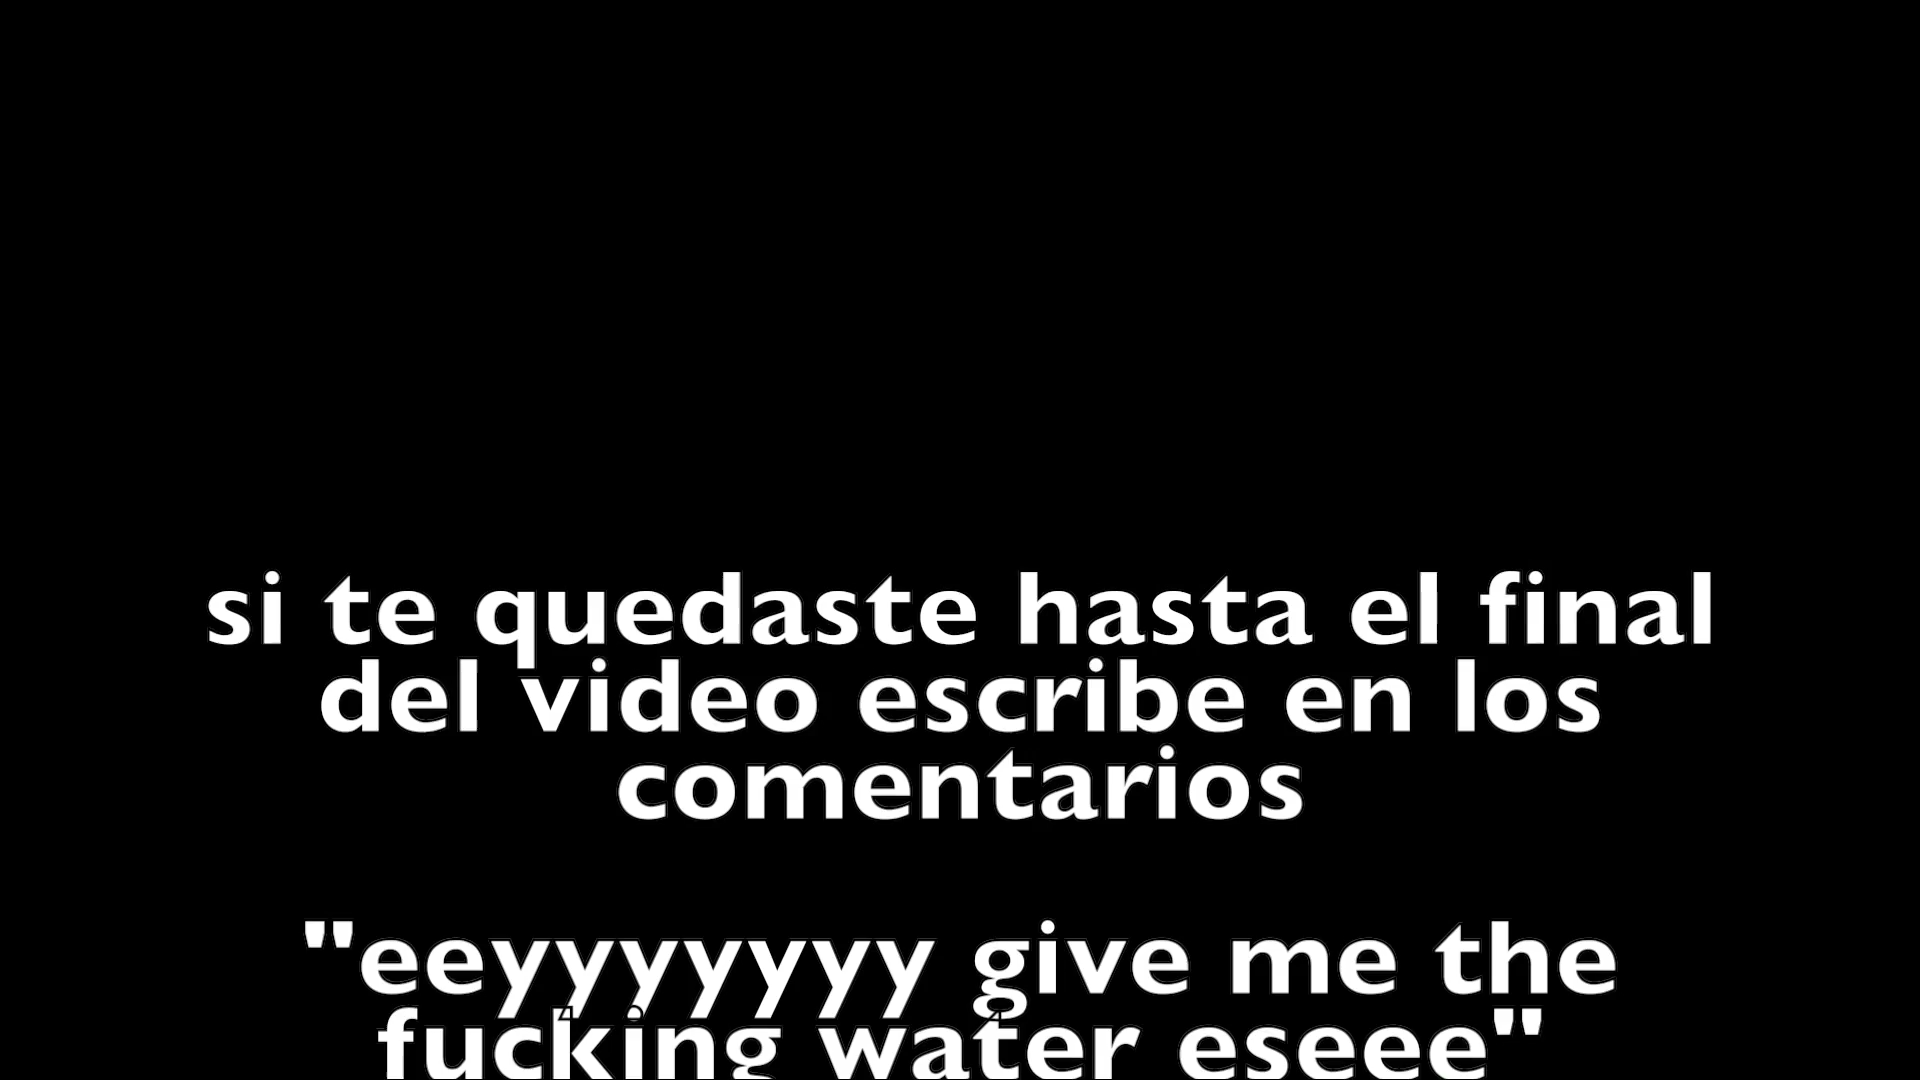 si te quedaste hasta el final
del video escribe en los
comentarios
"eeyyyyyyy give me the
fucking water eseee"